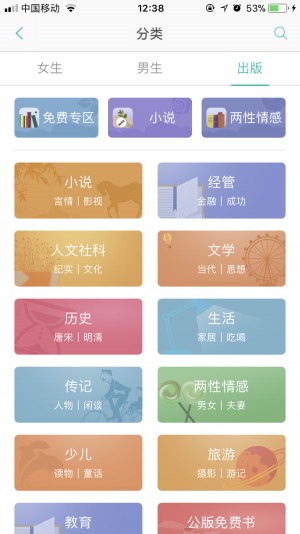 中国移动 12:38 53%
分类
女生 男生 出版
免费专区 小说 两性情感
小说 经管
言情|影视 金融|成功
人文社科 文学
纪实|文化 当代|思想
历史 生活
唐宋|明清 家居|吃喝
传记 两性情感
人物|闲谈 男女|夫妻
少儿 旅游
读物|童话 摄影|游记
教育 公版免费书